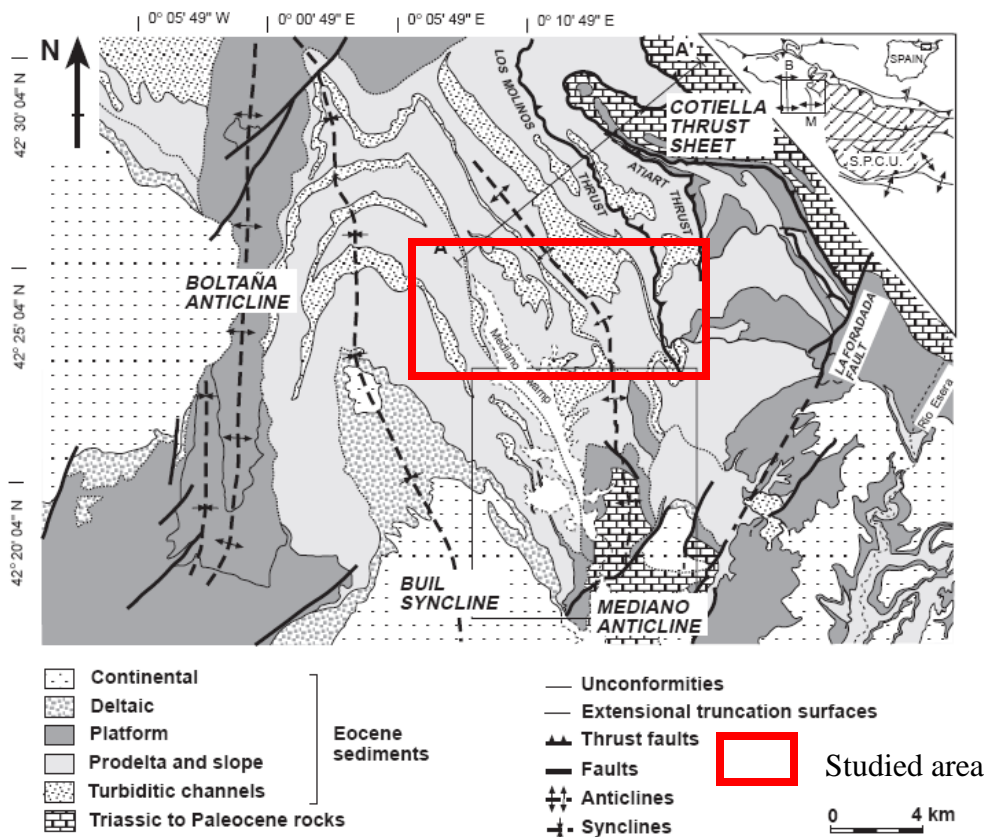 0° 05' 49" W
0° 00' 49" E
0° 05' 49" E
0° 10' 49" E
N
42° 30' 04" N
42° 25' 04" N
42° 20' 04" N
A'
SPAIN
B
M
S.P.C.U.
LOS MOLINOS
THRUST
COTIELLA
THRUST
SHEET
ATIART THRUST
A
BOLTAÑA
ANTICLINE
LA FORADADA
FAULT
Mediano
Rio Esera
BUIL
SYNCLINE
MEDIANO
ANTICLINE
Continental
Deltaic
Platform
Prodelta and slope
Turbiditic channels
Triassic to Paleocene rocks
Eocene
sediments
Unconformities
Extensional truncation surfaces
Thrust faults
Faults
Anticlines
Synclines
Studied area
0 4 km